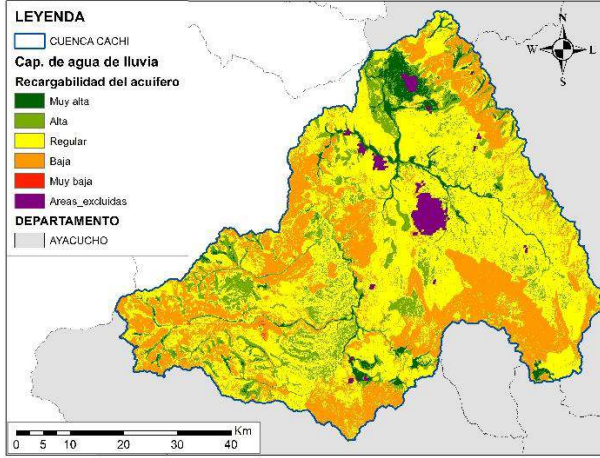 LEYENDA
CUENCA CACHI
Cap. de agua de lluvia
Recargabilidad del acuifero
Muy alta
Alta
Regular
Baja
Muy baja
Areas_excluidas
DEPARTAMENTO
AYACUCHO
N
W L
S
Km
0 5 10 20 30 40